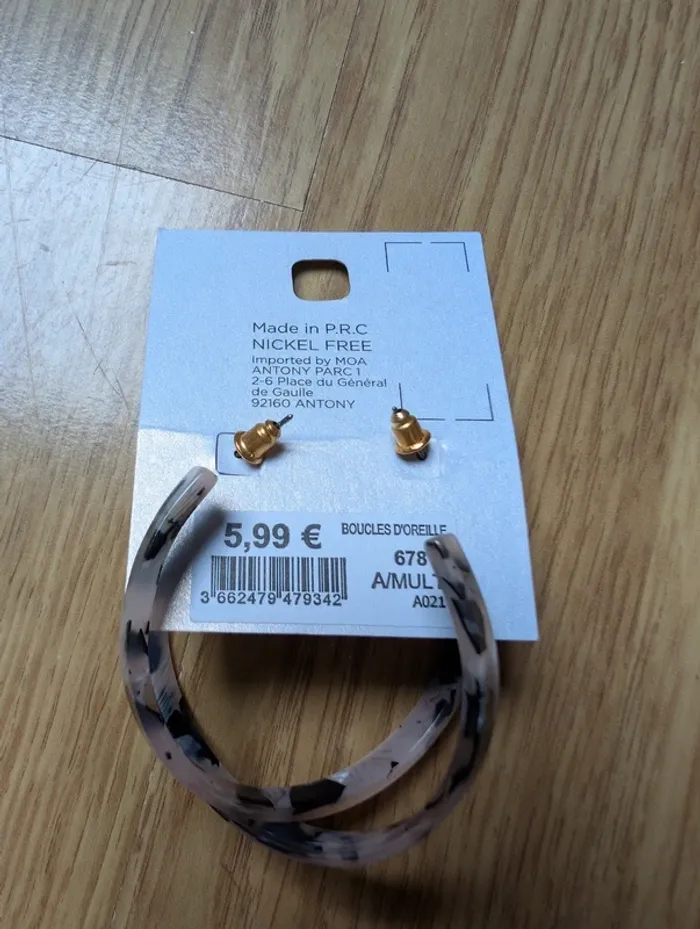 Made in P.R.C
NICKEL FREE
Imported by MOA
ANTONY PARC 1
2-6 Place du Général
de Gaulle
92160 ANTONY
5,99 €
BOUCLES D'OREILLE
678
A/MULT
A021
3 662479 479342